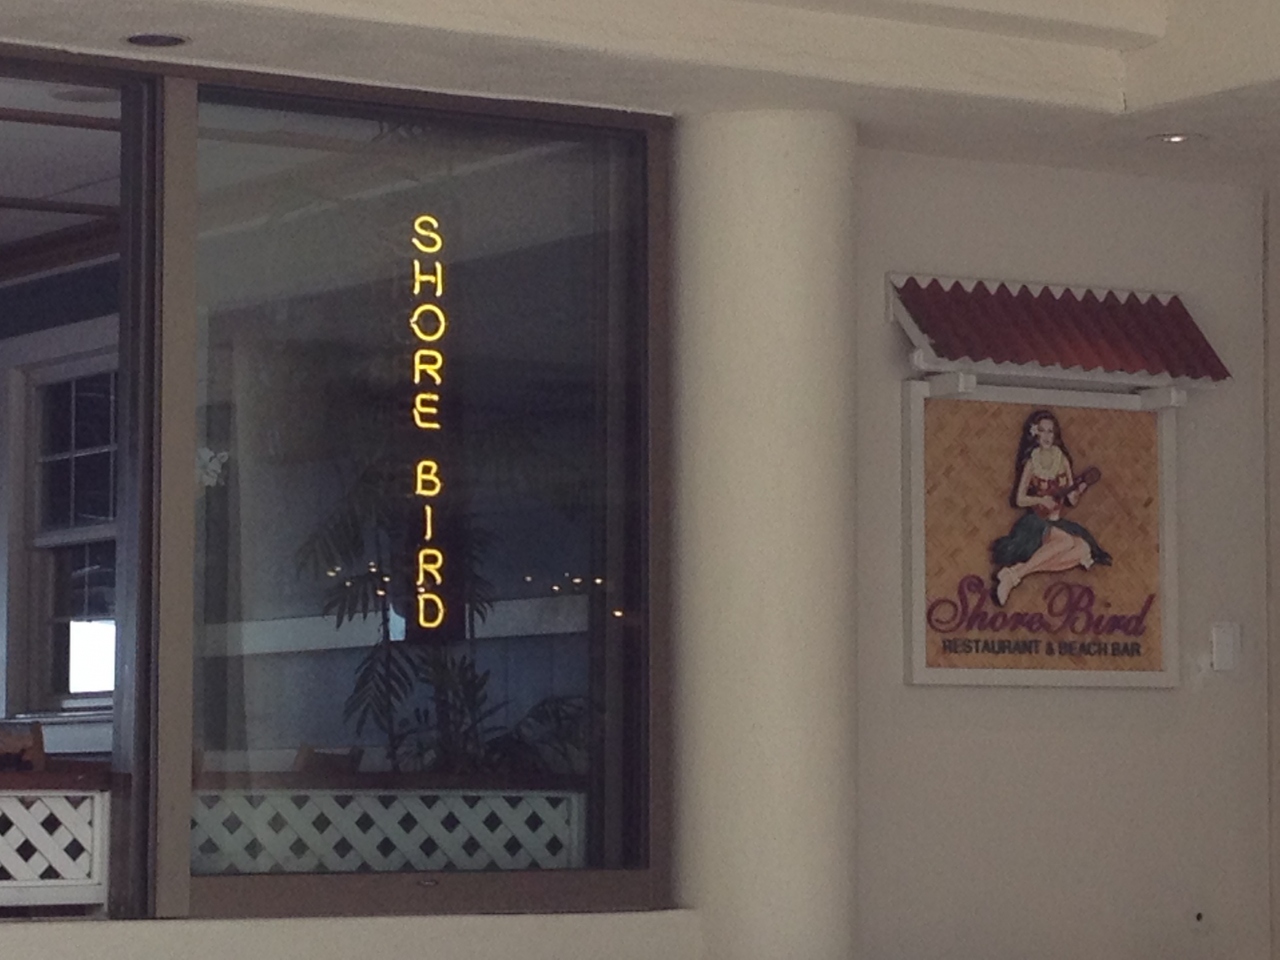 SHORE BIRD
Shore Bird
RESTAURANT & BEACH BAR